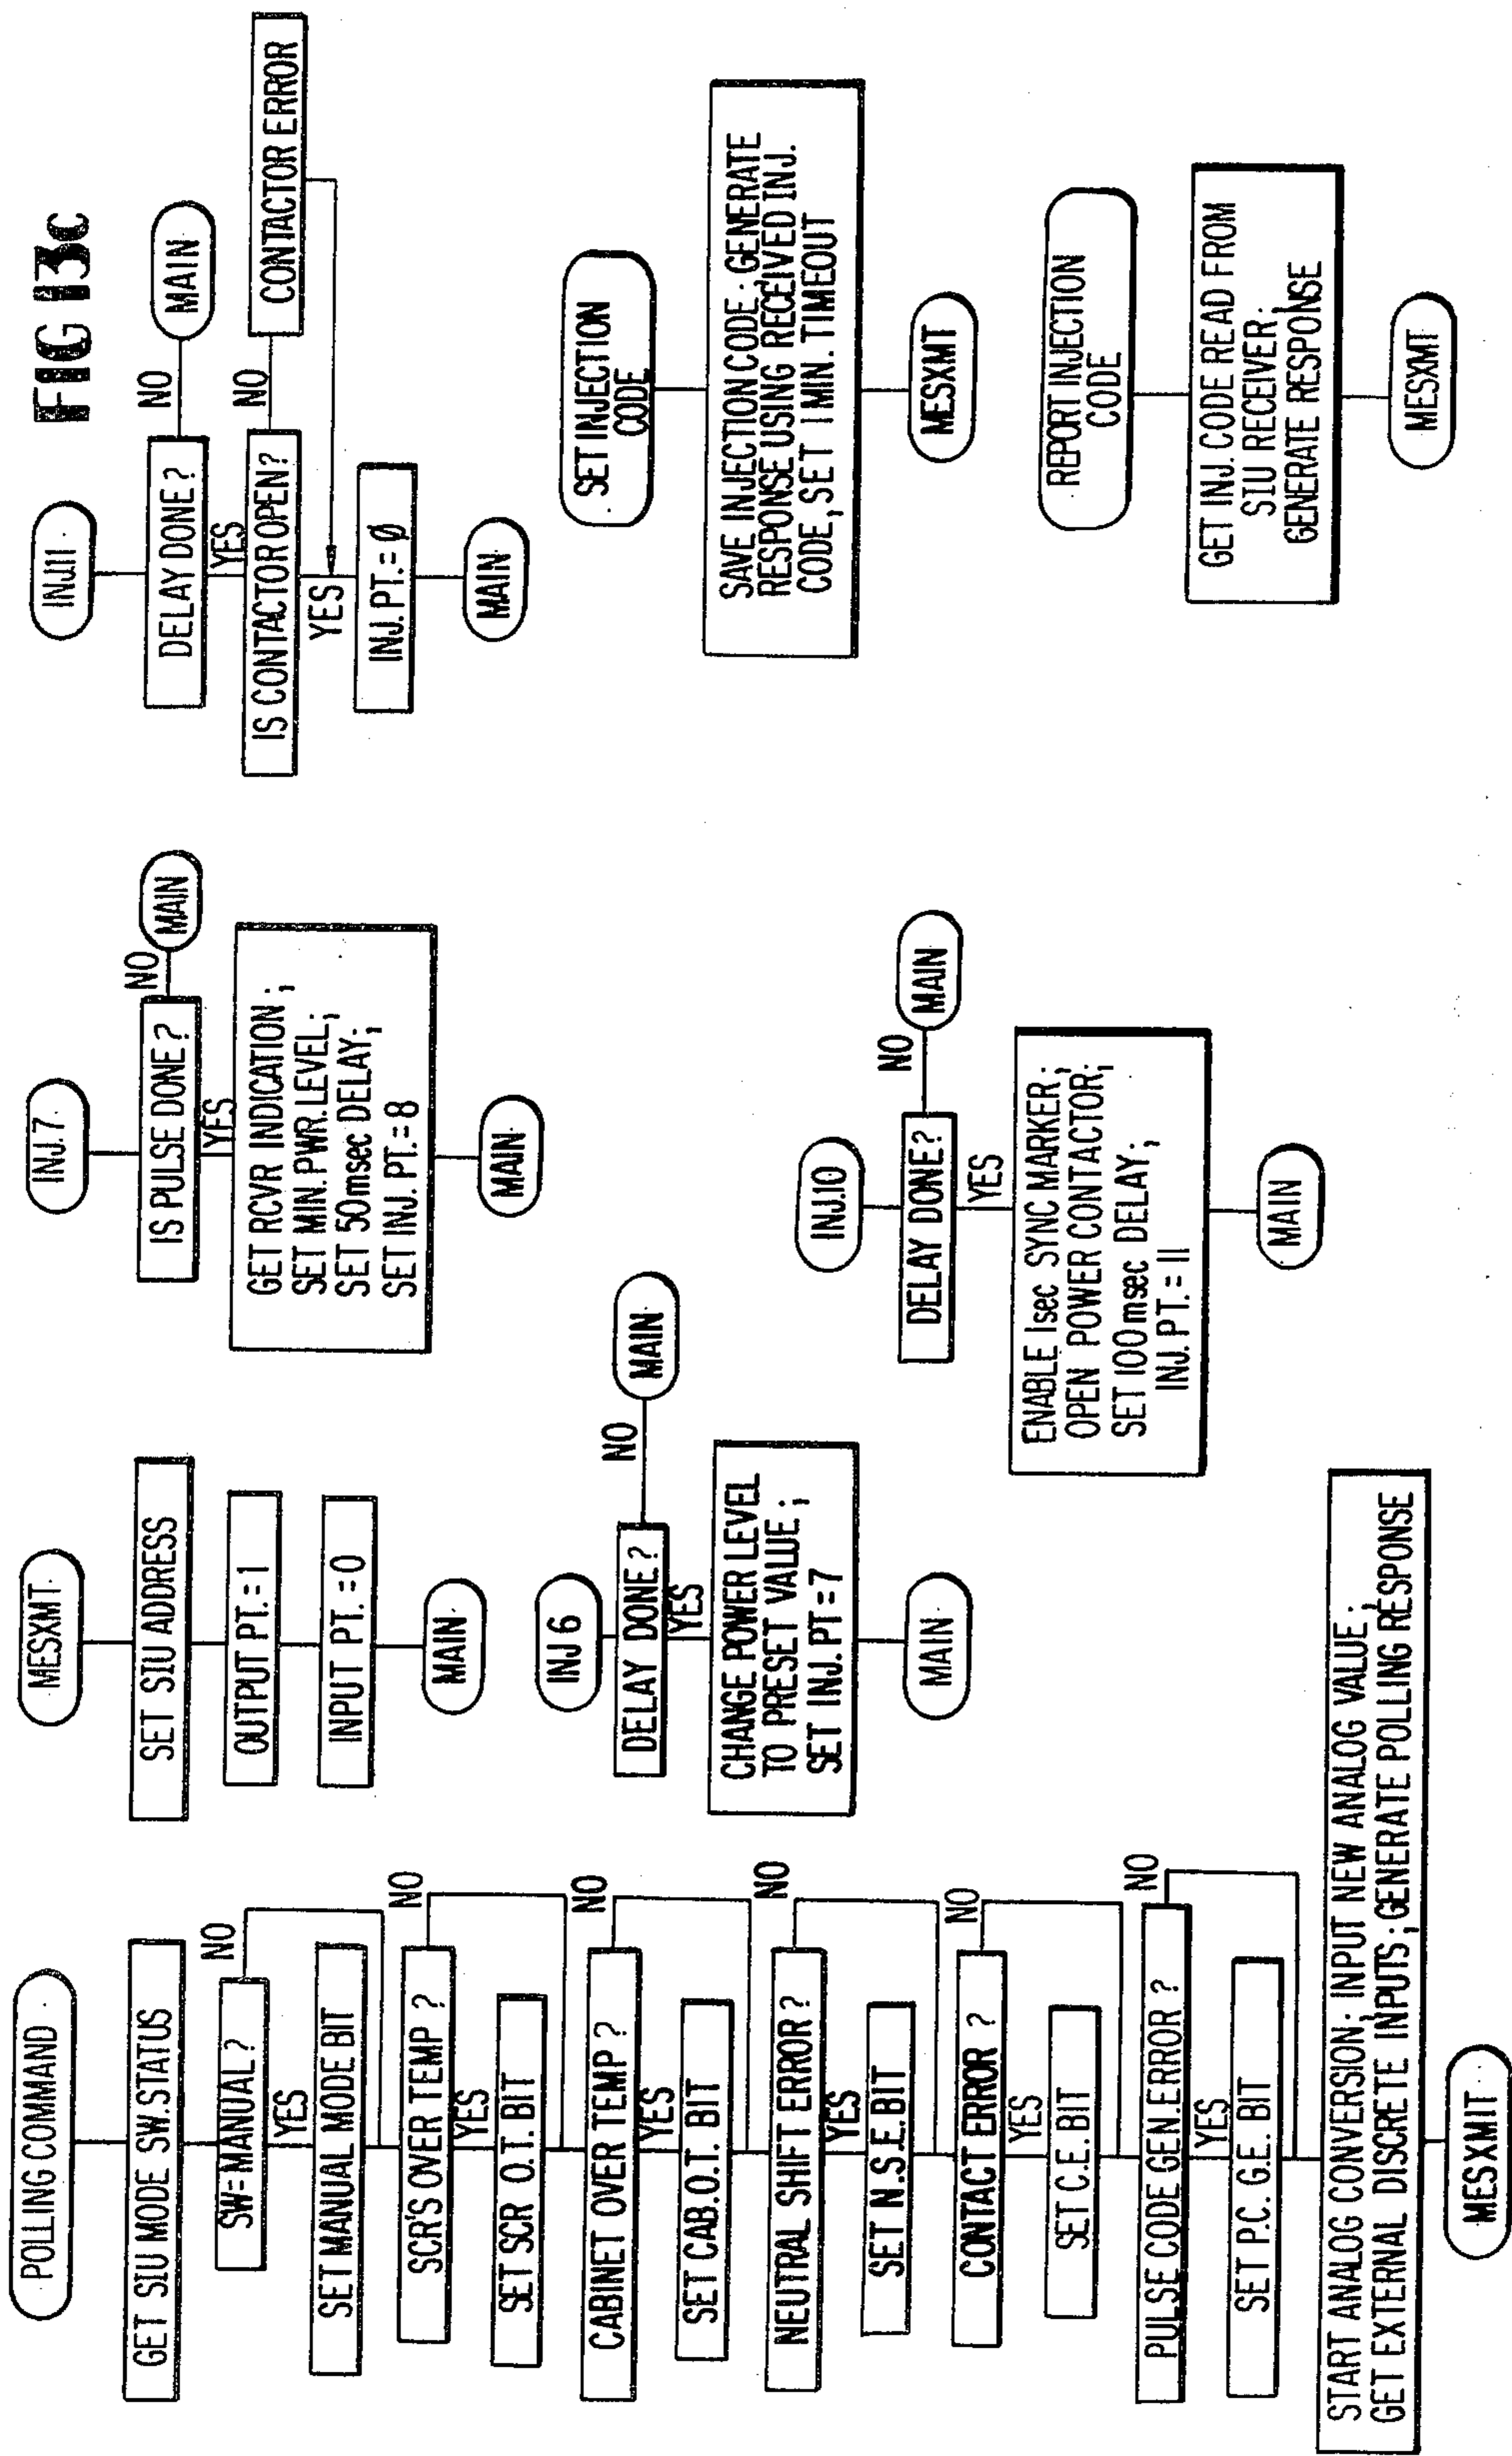 FIG 13c
POLLING COMMAND
GET SIU MODE SW. STATUS
SW=MANUAL?
NO
YES
SET MANUAL MODE BIT
SCR'S OVER TEMP ?
NO
YES
SET SCR O.T. BIT
CABINET OVER TEMP ?
NO
YES
SET CAB.O.T. BIT
NEUTRAL SHIFT ERROR?
NO
YES
SET N.S.E. BIT
CONTACT ERROR ?
NO
YES
SET C.E. BIT
PULSE CODE GEN. ERROR ?
NO
YES
SET P.C. G.E. BIT
START ANALOG CONVERSION; INPUT NEW ANALOG VALUE;
GET EXTERNAL DISCRETE INPUTS; GENERATE POLLING RESPONSE
MESXMIT
MESXMT
SET SIU ADDRESS
OUTPUT PT.=1
INPUT PT.=0
MAIN
INJ 6
DELAY DONE?
NO
MAIN
YES
CHANGE POWER LEVEL
TO PRESET VALUE;
SET INJ. PT=7
MAIN
INJ.7
IS PULSE DONE?
NO
MAIN
YES
GET RCVR INDICATION;
SET MIN. PWR. LEVEL;
SET 50msec DELAY;
SET INJ. PT.=8
MAIN
INJ.10
DELAY DONE?
NO
MAIN
YES
ENABLE 1sec SYNC MARKER;
OPEN POWER CONTACTOR;
SET 100msec DELAY;
INJ. PT.=11
MAIN
INJ11
DELAY DONE?
NO
MAIN
YES
IS CONTACTOR OPEN?
NO
CONTACTOR ERROR
YES
INJ. PT.=Ø
MAIN
SET INJECTION
CODE
SAVE INJECTION CODE; GENERATE
RESPONSE USING RECEIVED INJ.
CODE, SET 1 MIN. TIMEOUT
MESXMT
REPORT INJECTION
CODE
GET INJ. CODE READ FROM
SIU RECEIVER;
GENERATE RESPONSE
MESXMT